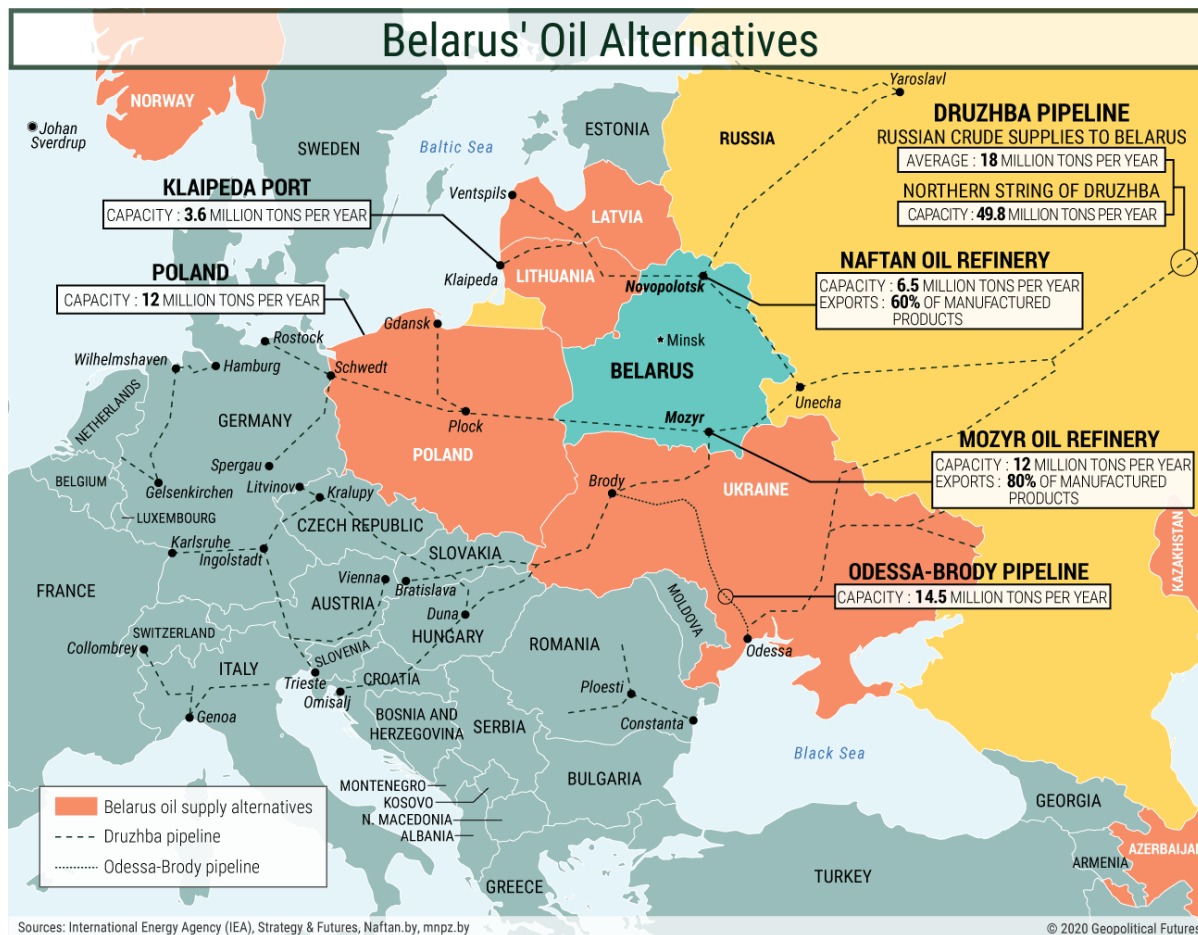 Belarus' Oil Alternatives
NORWAY
Johan
Sverdrup
SWEDEN
Baltic Sea
ESTONIA
RUSSIA
Yaroslavl
DRUZHBA PIPELINE
RUSSIAN CRUDE SUPPLIES TO BELARUS
AVERAGE : 18 MILLION TONS PER YEAR
NORTHERN STRING OF DRUZHBA
CAPACITY : 49.8 MILLION TONS PER YEAR
KLAIPEDA PORT
CAPACITY : 3.6 MILLION TONS PER YEAR
Ventspils
LATVIA
Klaipeda
LITHUANIA
Novopolotsk
NAFTAN OIL REFINERY
CAPACITY : 6.5 MILLION TONS PER YEAR
EXPORTS : 60% OF MANUFACTURED
PRODUCTS
POLAND
CAPACITY : 12 MILLION TONS PER YEAR
Gdansk
Rostock
Minsk
Wilhelmshaven
Hamburg
Schwedt
BELARUS
Unecha
NETHERLANDS
GERMANY
Plock
Mozyr
MOZYR OIL REFINERY
CAPACITY : 12 MILLION TONS PER YEAR
EXPORTS : 80% OF MANUFACTURED
PRODUCTS
POLAND
BELGIUM
Spergau
Litvinov
Gelsenkirchen
Kralupy
Brody
UKRAINE
LUXEMBOURG
CZECH REPUBLIC
Karlsruhe
Ingolstadt
SLOVAKIA
KAZAKHSTAN
FRANCE
Vienna
Bratislava
ODESSA-BRODY PIPELINE
CAPACITY : 14.5 MILLION TONS PER YEAR
AUSTRIA
Duna
HUNGARY
MOLDOVA
SWITZERLAND
Collombrey
ITALY
SLOVENIA
ROMANIA
Odessa
Trieste
CROATIA
Omisalj
Ploesti
Genoa
BOSNIA AND
HERZEGOVINA
SERBIA
Constanta
Black Sea
BULGARIA
MONTENEGRO
KOSOVO
N. MACEDONIA
ALBANIA
GEORGIA
Belarus oil supply alternatives
Druzhba pipeline
Odessa-Brody pipeline
GREECE
TURKEY
ARMENIA
AZERBAIJAN
Sources: International Energy Agency (IEA), Strategy & Futures, Naftan.by, mnpz.by
© 2020 Geopolitical Futures